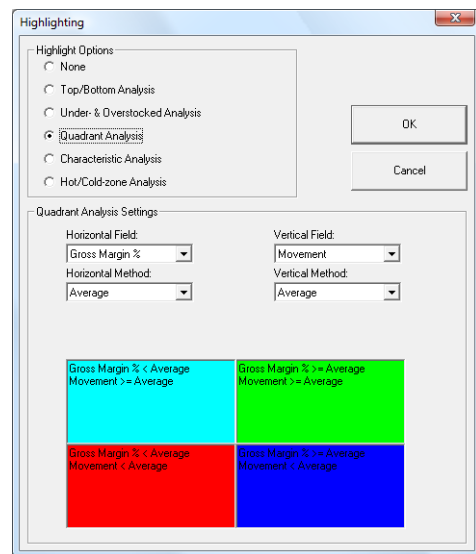 Highlighting
Highlight Options
None
Top/Bottom Analysis
Under- & Overstocked Analysis
Quadrant Analysis
Characteristic Analysis
Hot/Cold-zone Analysis
OK
Cancel
Quadrant Analysis Settings
Horizontal Field:
Gross Margin %
Vertical Field:
Movement
Horizontal Method:
Average
Vertical Method:
Average
Gross Margin % < Average
Movement >= Average
Gross Margin % >= Average
Movement >= Average
Gross Margin % < Average
Movement < Average
Gross Margin % >= Average
Movement < Average